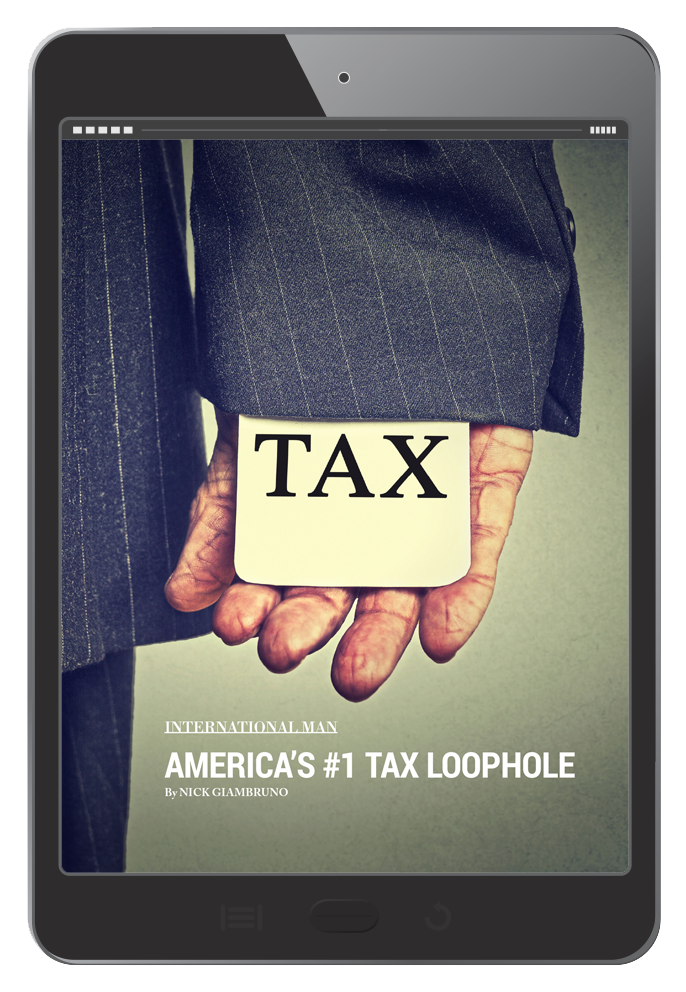 TAX
INTERNATIONAL MAN
AMERICA'S #1 TAX LOOPHOLE
By NICK GIAMBRUNO